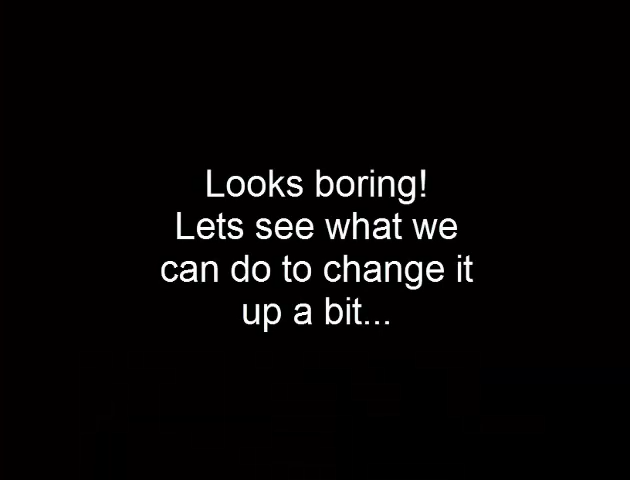 Looks boring!
Lets see what we
can do to change it
up a bit...